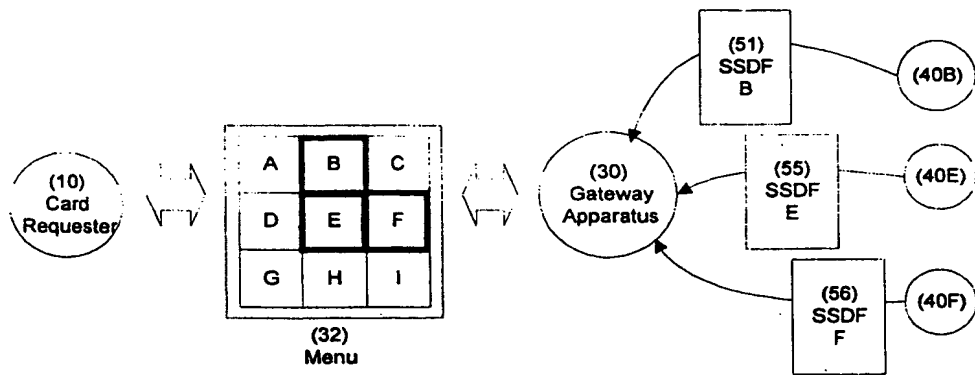 (10)
Card
Requester
A B C
D E F
G H I
(32)
Menu
(30)
Gateway
Apparatus
(51)
SSDF
B
(40B)
(55)
SSDF
E
(40E)
(56)
SSDF
F
(40F)